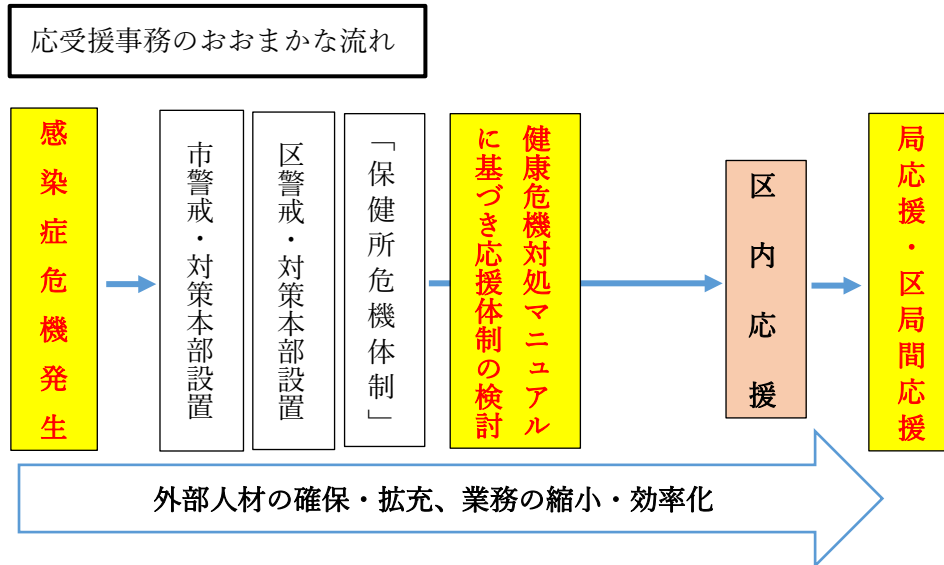 応受援事務のおおまかな流れ
感染症危機発生
市警戒・対策本部設置
区警戒・対策本部設置
「保健所危機体制」
健康危機対処マニュアル
に基づき応援体制の検討
区内応援
局応援・区局間応援
外部人材の確保・拡充、業務の縮小・効率化